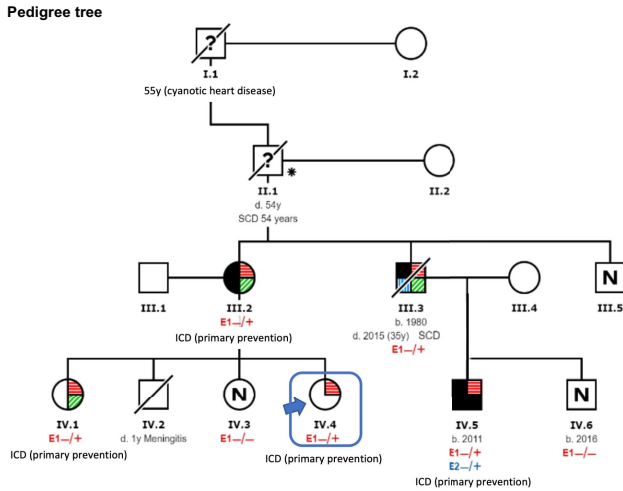 Pedigree tree
?
I.1
I.2
55y (cyanotic heart disease)
?
*
II.1
II.2
d. 54y
SCD 54 years
N
III.1
III.2
III.3
III.4
III.5
E1–/+
b. 1980
ICD (primary prevention)
d. 2015 (35y) SCD
E1–/+
N
N
IV.1
IV.2
IV.3
IV.4
IV.5
IV.6
E1–/+
d. 1y Meningitis
E1–/–
E1–/+
b. 2011
b. 2016
ICD (primary prevention)
ICD (primary prevention)
E1–/+
E1–/–
E2–/+
ICD (primary prevention)